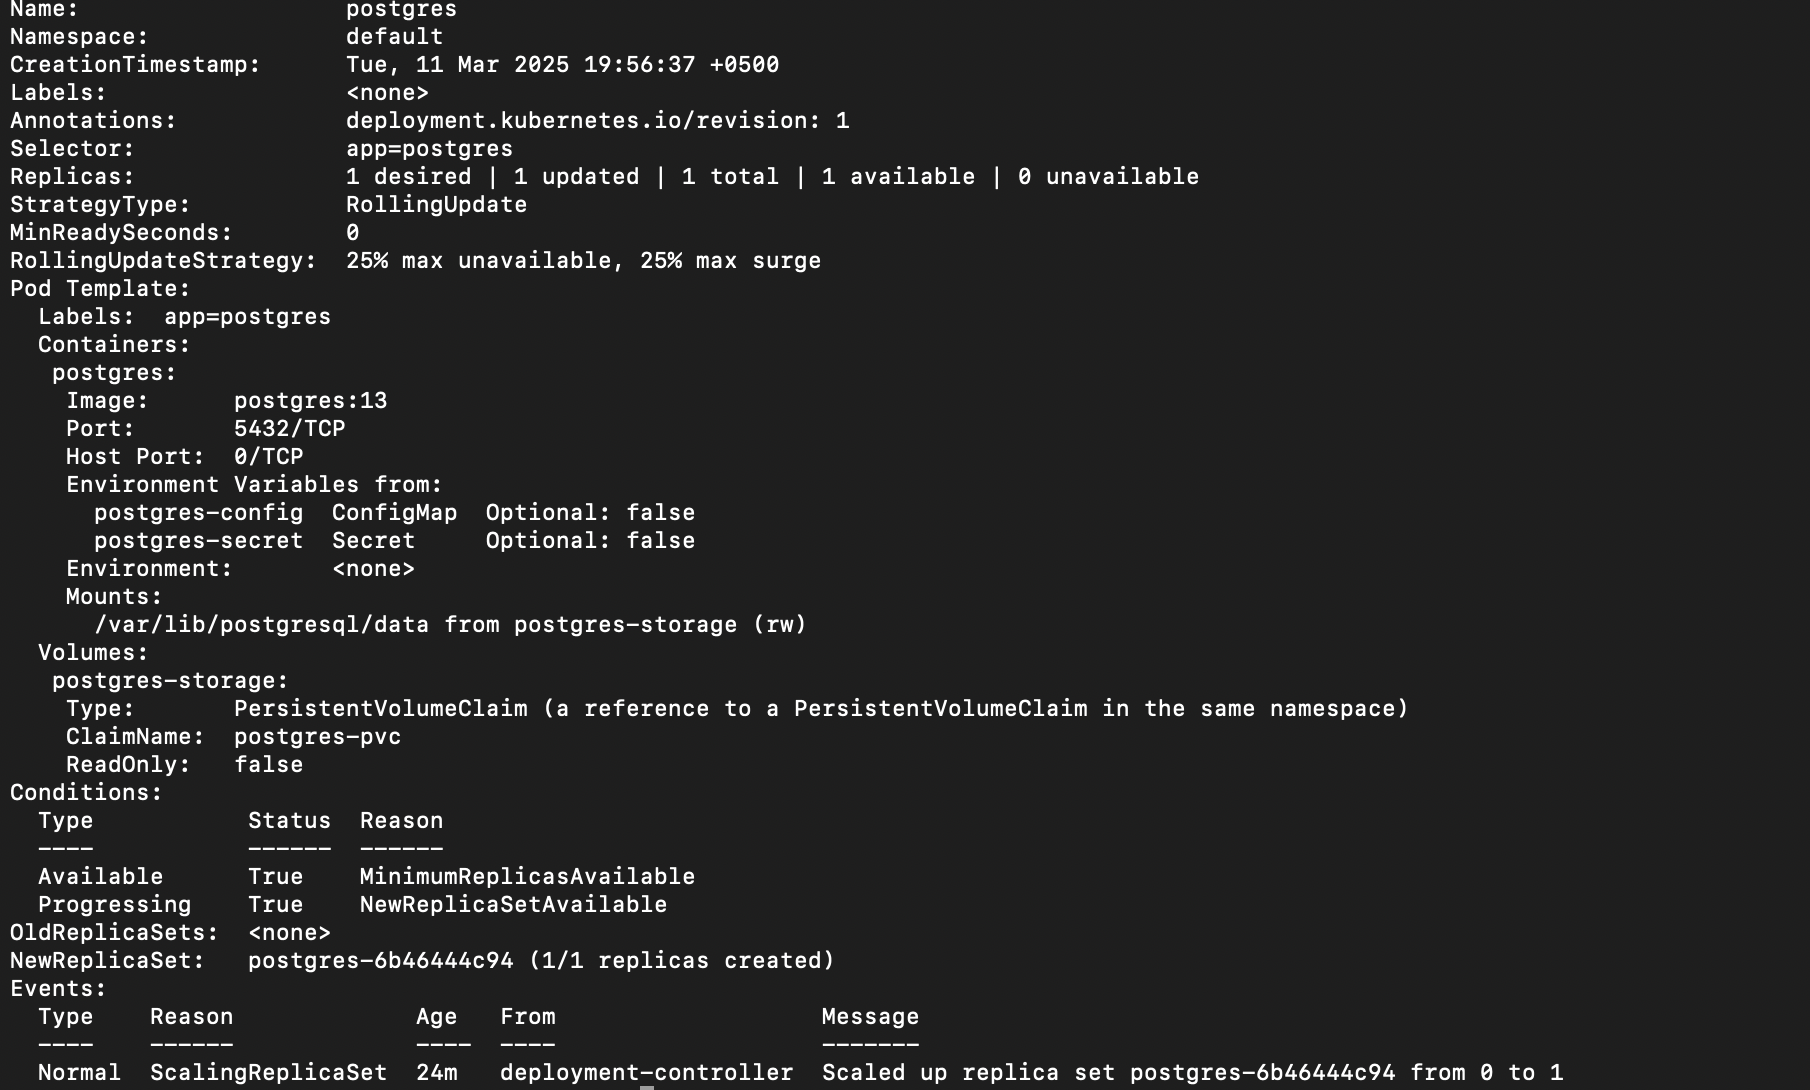 Name:                   postgres
Namespace:              default
CreationTimestamp:      Tue, 11 Mar 2025 19:56:37 +0500
Labels:                 <none>
Annotations:            deployment.kubernetes.io/revision: 1
Selector:               app=postgres
Replicas:               1 desired | 1 updated | 1 total | 1 available | 0 unavailable
StrategyType:           RollingUpdate
MinReadySeconds:        0
RollingUpdateStrategy:  25% max unavailable, 25% max surge
Pod Template:
  Labels:  app=postgres
  Containers:
   postgres:
    Image:      postgres:13
    Port:       5432/TCP
    Host Port:  0/TCP
    Environment Variables from:
      postgres-config  ConfigMap  Optional: false
      postgres-secret  Secret     Optional: false
    Environment:       <none>
    Mounts:
      /var/lib/postgresql/data from postgres-storage (rw)
  Volumes:
   postgres-storage:
    Type:       PersistentVolumeClaim (a reference to a PersistentVolumeClaim in the same namespace)
    ClaimName:  postgres-pvc
    ReadOnly:   false
Conditions:
  Type           Status  Reason
  ----           ------  ------
  Available      True    MinimumReplicasAvailable
  Progressing    True    NewReplicaSetAvailable
OldReplicaSets:  <none>
NewReplicaSet:   postgres-6b46444c94 (1/1 replicas created)
Events:
  Type    Reason             Age   From                   Message
  ----    ------             ----  ----                   -------
  Normal  ScalingReplicaSet  24m   deployment-controller  Scaled up replica set postgres-6b46444c94 from 0 to 1